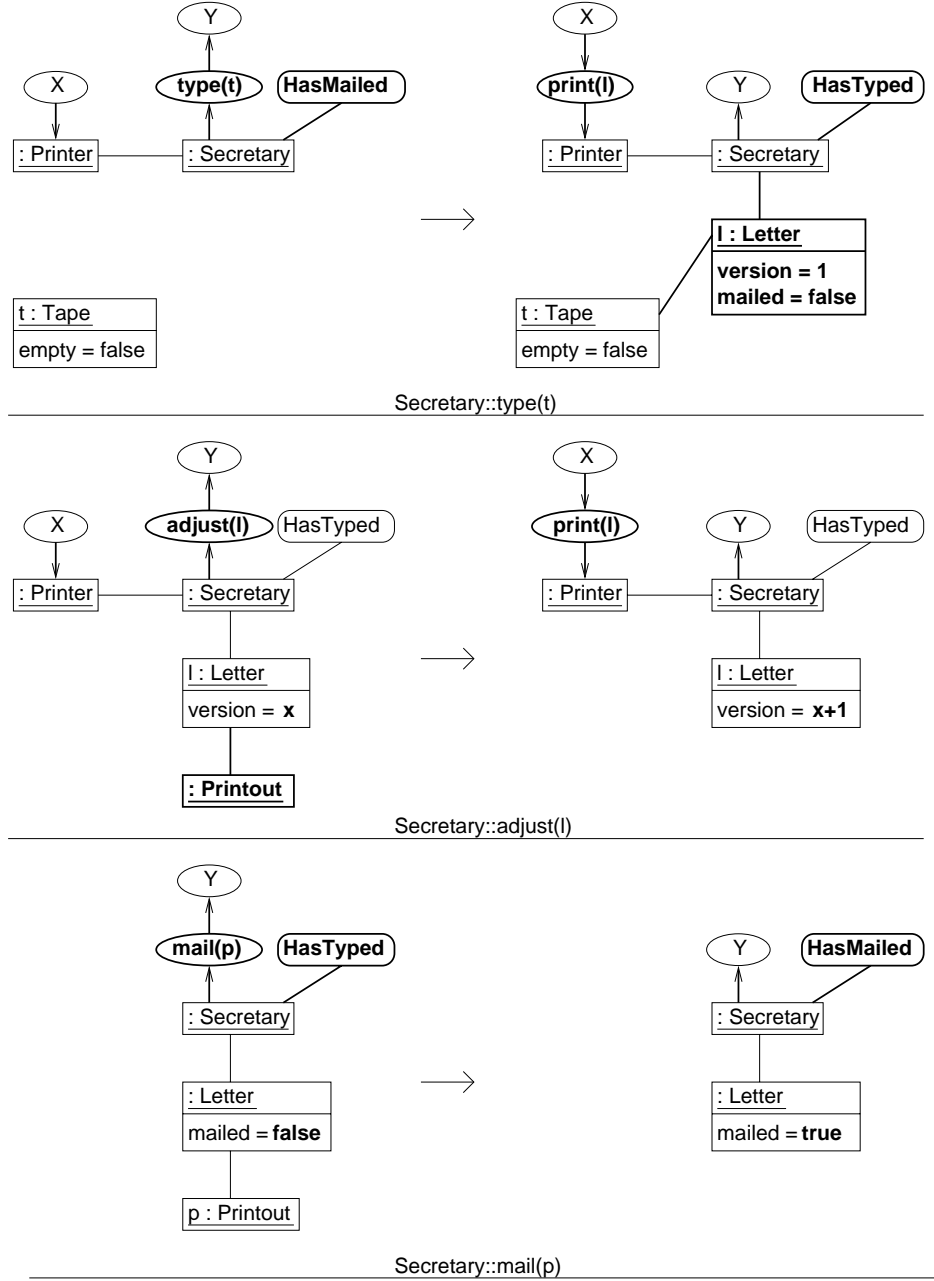 Y X
X type(t) HasMailed print(l) Y HasTyped
: Printer : Secretary : Printer : Secretary
l : Letter
version = 1
mailed = false
t : Tape t : Tape
empty = false empty = false
Secretary::type(t)
Y X
X adjust(l) HasTyped print(l) Y HasTyped
: Printer : Secretary : Printer : Secretary
l : Letter l : Letter
version = x version = x+1
: Printout
Secretary::adjust(l)
Y
mail(p) HasTyped Y HasMailed
: Secretary : Secretary
: Letter : Letter
mailed = false mailed = true
p : Printout
Secretary::mail(p)